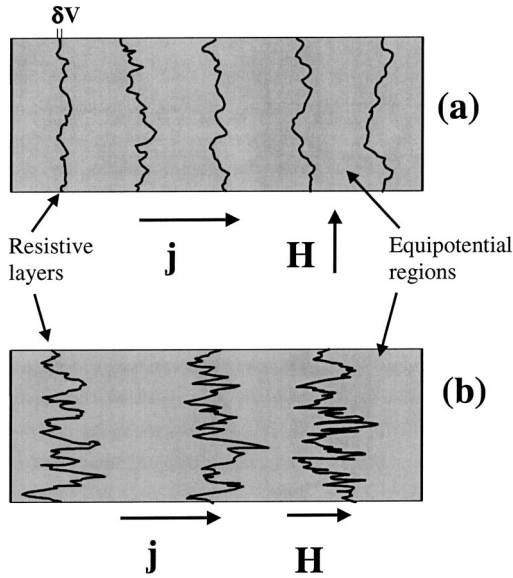 δV
(a)
j
H
Resistive
layers
Equipotential
regions
(b)
j
H